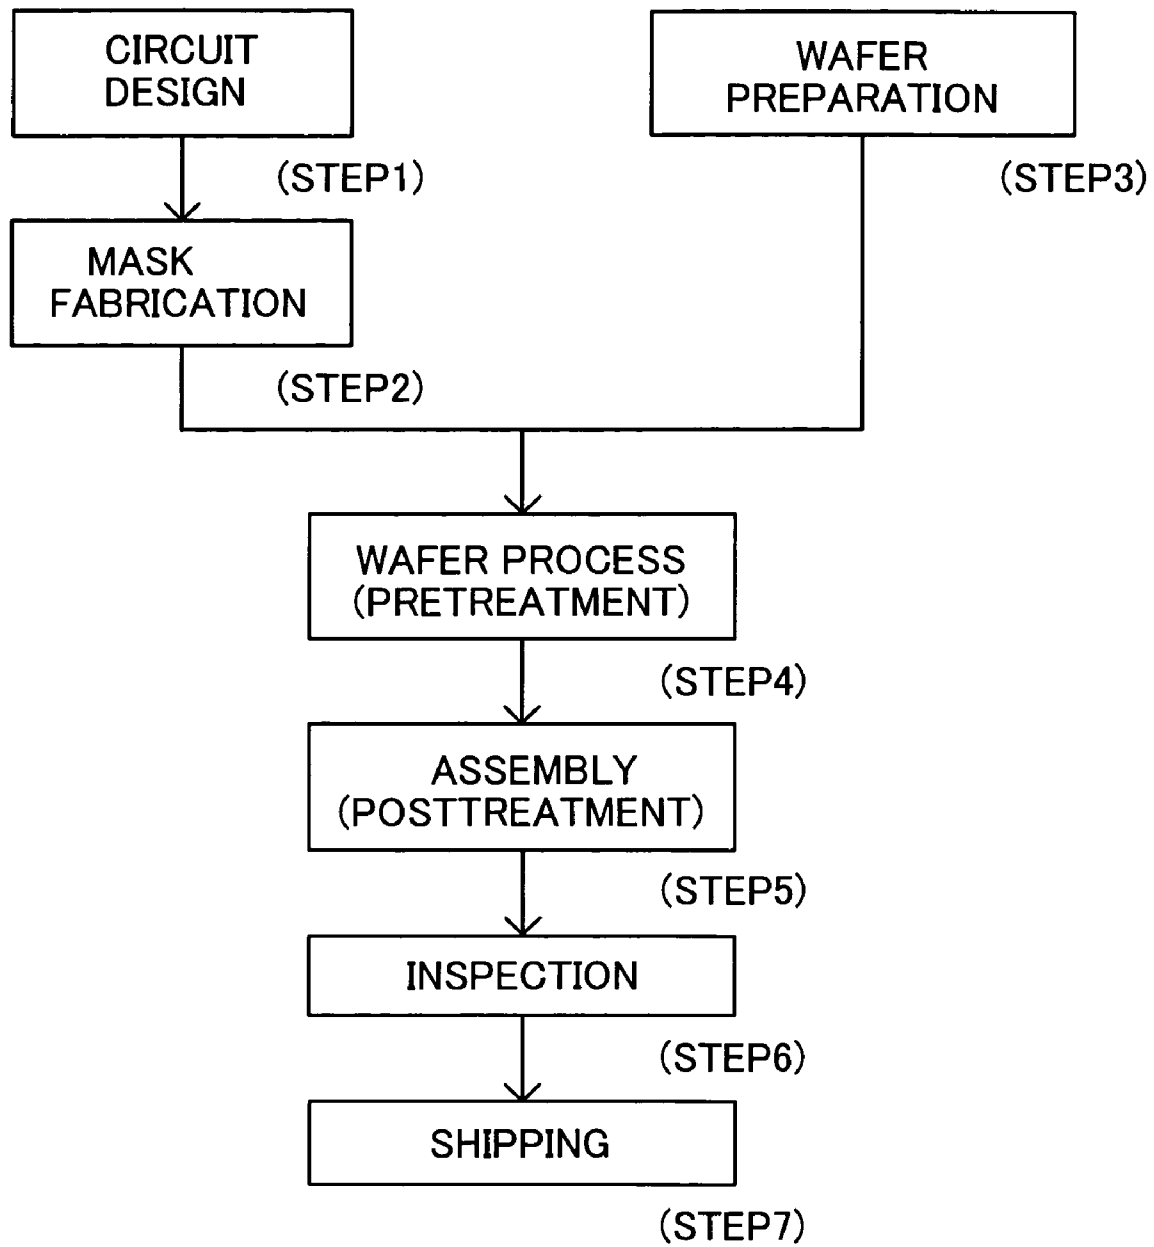 CIRCUIT
DESIGN
(STEP1)
MASK
FABRICATION
(STEP2)
WAFER
PREPARATION
(STEP3)
WAFER PROCESS
(PRETREATMENT)
(STEP4)
ASSEMBLY
(POSTTREATMENT)
(STEP5)
INSPECTION
(STEP6)
SHIPPING
(STEP7)